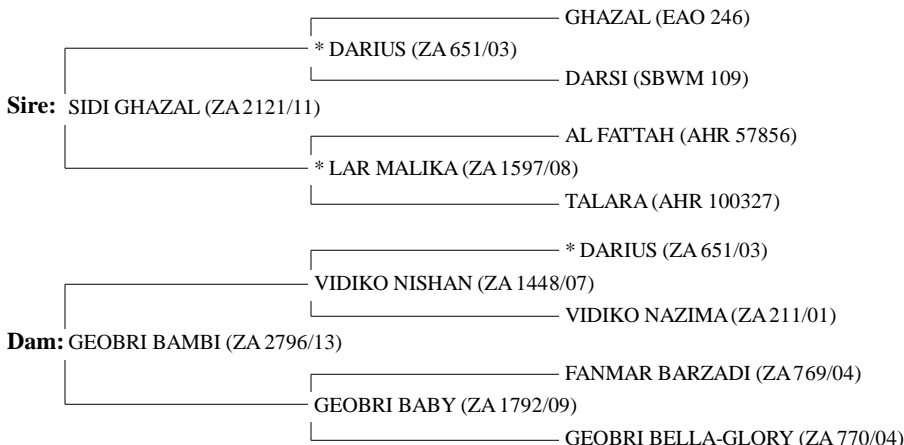 GHAZAL (EAO 246)
* DARIUS (ZA 651/03)
DARSI (SBWM 109)
Sire: SIDI GHAZAL (ZA 2121/11)
AL FATTAH (AHR 57856)
* LAR MALIKA (ZA 1597/08)
TALARA (AHR 100327)
* DARIUS (ZA 651/03)
VIDIKO NISHAN (ZA 1448/07)
VIDIKO NAZIMA (ZA 211/01)
Dam: GEOBRI BAMBI (ZA 2796/13)
FANMAR BARZADI (ZA 769/04)
GEOBRI BABY (ZA 1792/09)
GEOBRI BELLA-GLORY (ZA 770/04)